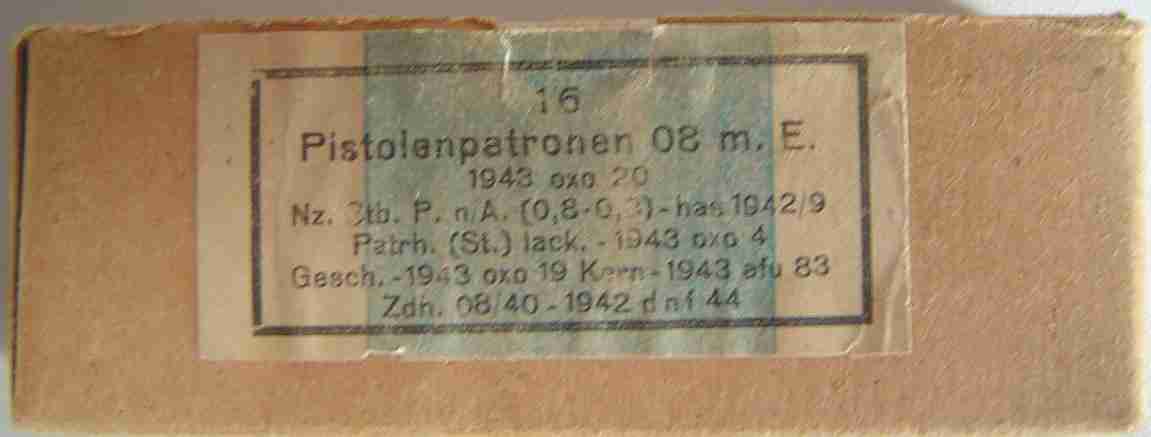 16
Pistolenpatronen 08 m. E.
1943 oxo 20
Nz. Stb. P. n/A. (0,8-0,3)-has 1942/9
Patrh. (St.) lack. - 1943 oxo 4
Gesch. -1943 oxo 19 Kern-1943 afu 83
Zdh. 08/40 - 1942 dnf 44